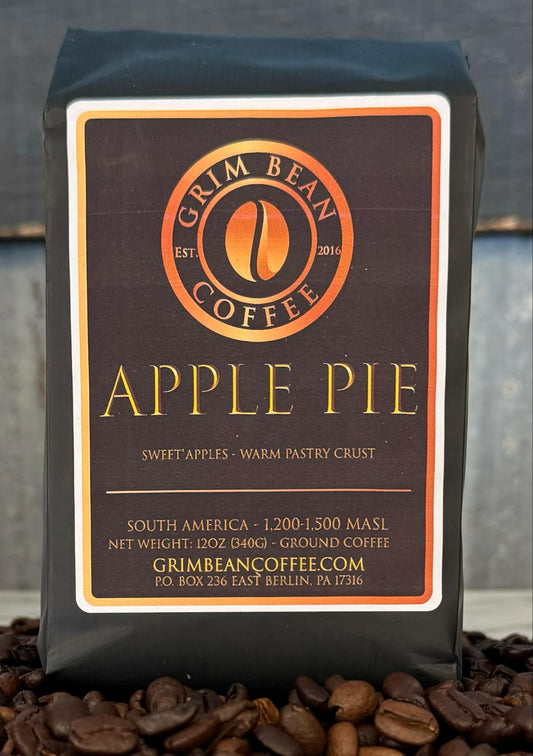 GRIM BEAN
EST. 2016
COFFEE
APPLE PIE
SWEET APPLES - WARM PASTRY CRUST
SOUTH AMERICA - 1,200-1,500 MASL
NET WEIGHT: 12OZ (340G) - GROUND COFFEE
GRIMBEANCOFFEE.COM
P.O. BOX 236 EAST BERLIN, PA 17316